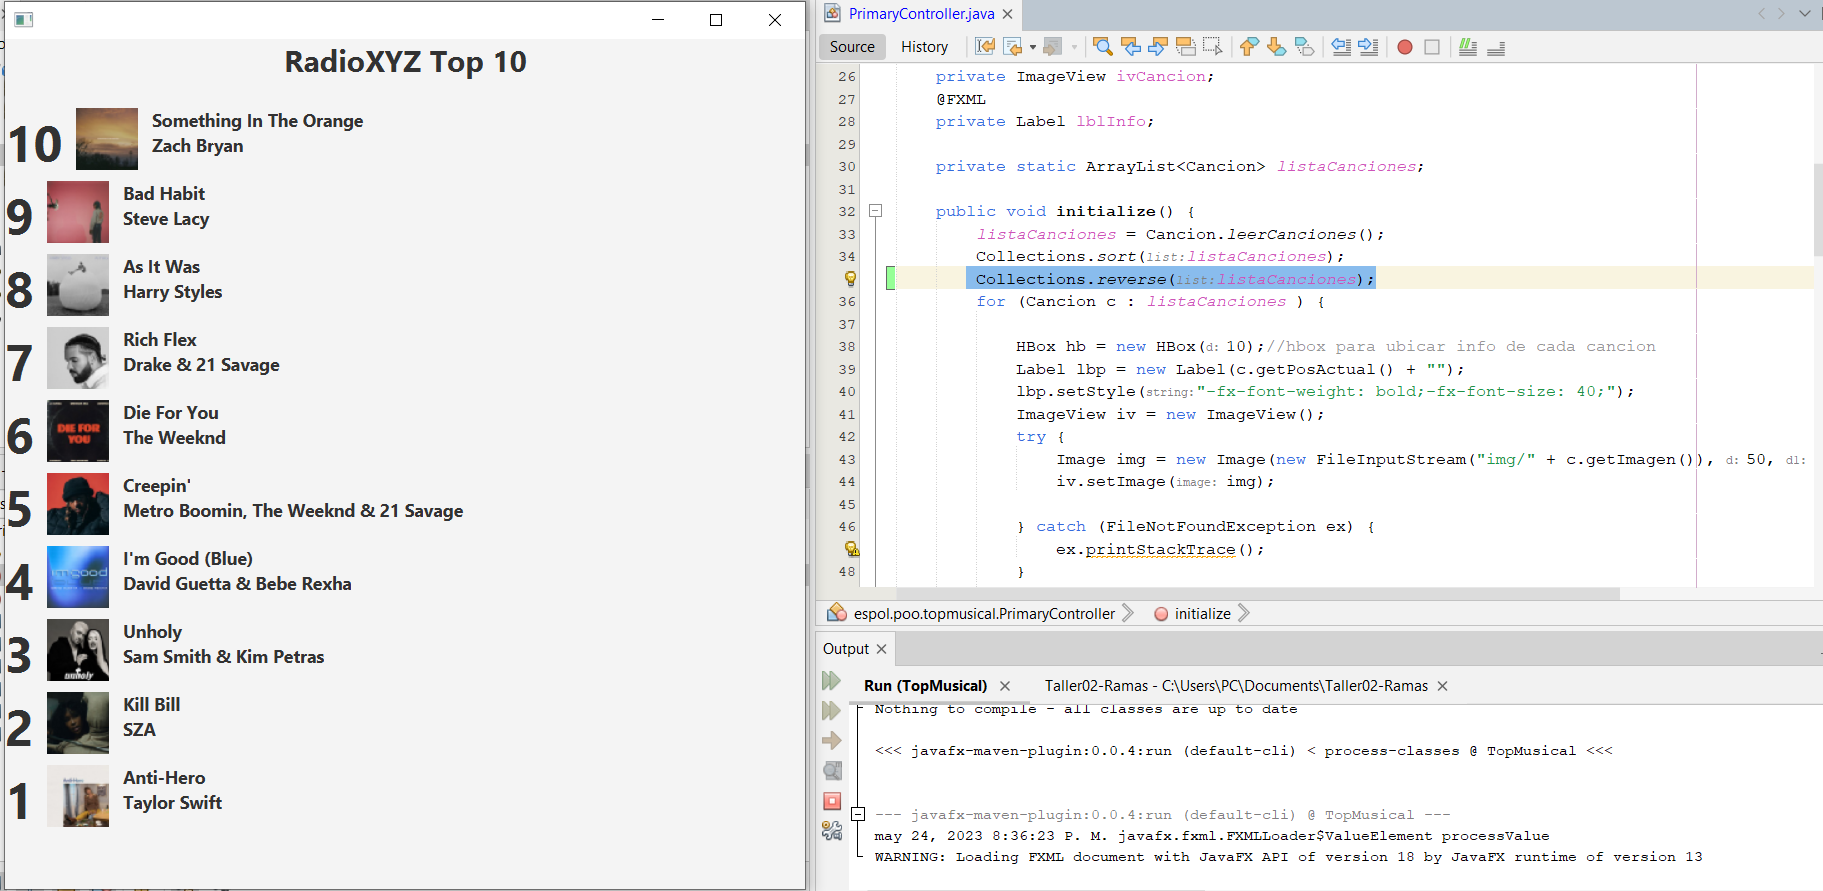 RadioXYZ Top 10
10
Something In The Orange
Zach Bryan
9
Bad Habit
Steve Lacy
8
As It Was
Harry Styles
7
Rich Flex
Drake & 21 Savage
6
DIE FOR YOU
Die For You
The Weeknd
5
Creepin'
Metro Boomin, The Weeknd & 21 Savage
4
im good
I'm Good (Blue)
David Guetta & Bebe Rexha
3
unholy
Unholy
Sam Smith & Kim Petras
2
Kill Bill
SZA
1
Anti-Hero
Taylor Swift
PrimaryController.java
Source History
26 private ImageView ivCancion;
27 @FXML
28 private Label lblInfo;
29
30 private static ArrayList<Cancion> listaCanciones;
31
32 public void initialize() {
33 listaCanciones = Cancion.leerCanciones();
34 Collections.sort(list:listaCanciones);
Collections.reverse(list:listaCanciones);
36 for (Cancion c : listaCanciones ) {
37
38 HBox hb = new HBox(d: 10);//hbox para ubicar info de cada cancion
39 Label lbp = new Label(c.getPosActual() + "");
40 lbp.setStyle(string:"-fx-font-weight: bold;-fx-font-size: 40;");
41 ImageView iv = new ImageView();
42 try {
43 Image img = new Image(new FileInputStream("img/" + c.getImagen()), d: 50, d1:
44 iv.setImage(image: img);
45
46 } catch (FileNotFoundException ex) {
ex.printStackTrace();
48 }
espol.poo.topmusical.PrimaryController initialize
Output
Run (TopMusical) Taller02-Ramas - C:\Users\PC\Documents\Taller02-Ramas
Nothing to compile - all classes are up to date
<<< javafx-maven-plugin:0.0.4:run (default-cli) < process-classes @ TopMusical <<<
--- javafx-maven-plugin:0.0.4:run (default-cli) @ TopMusical ---
may 24, 2023 8:36:23 P. M. javafx.fxml.FXMLLoader$ValueElement processValue
WARNING: Loading FXML document with JavaFX API of version 18 by JavaFX runtime of version 13